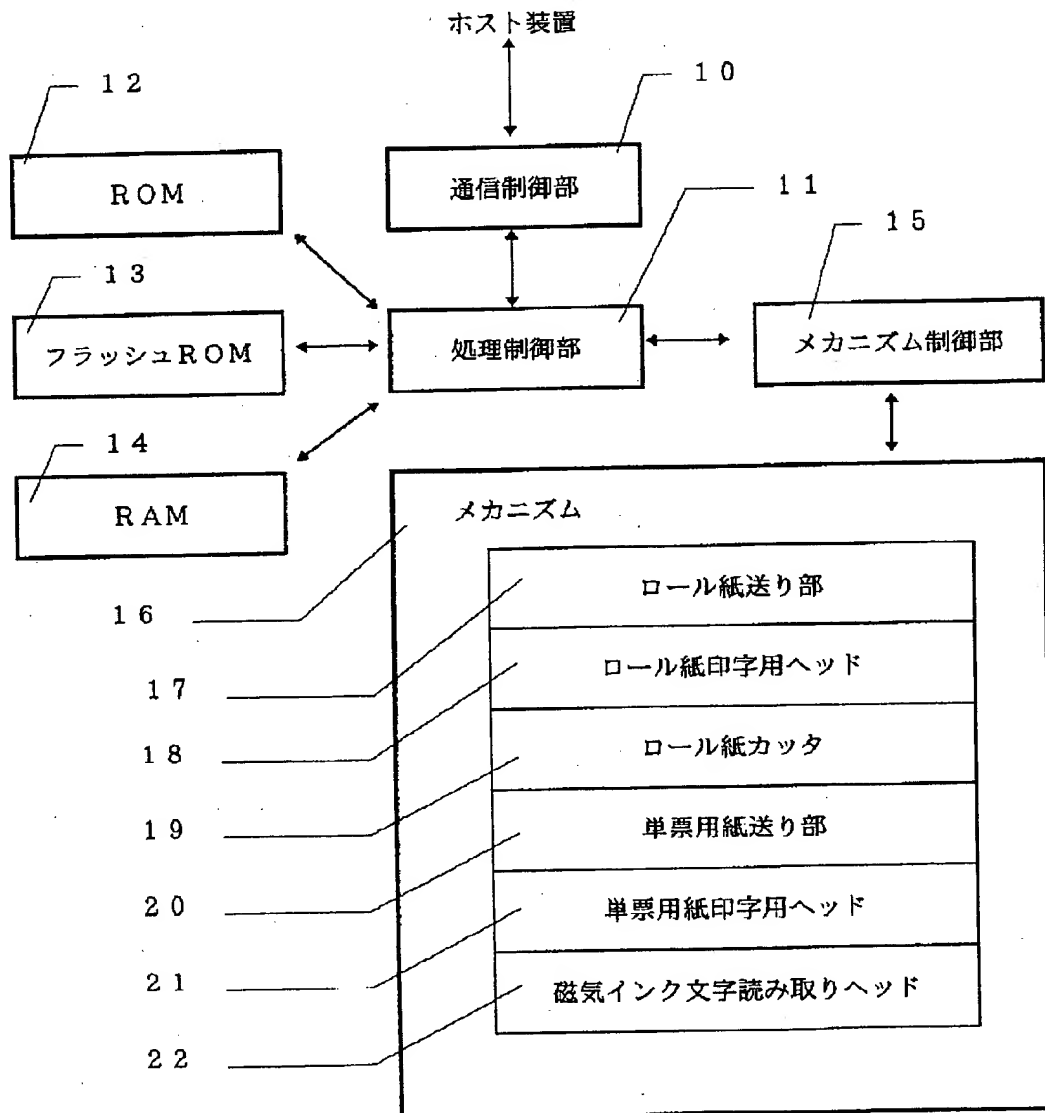 ホスト装置
12
10
ROM
通信制御部
11
15
13
フラッシュROM
処理制御部
メカニズム制御部
14
RAM
メカニズム
16
ロール紙送り部
17
ロール紙印字用ヘッド
18
ロール紙カッタ
19
単票用紙送り部
20
単票用紙印字用ヘッド
21
磁気インク文字読み取りヘッド
22